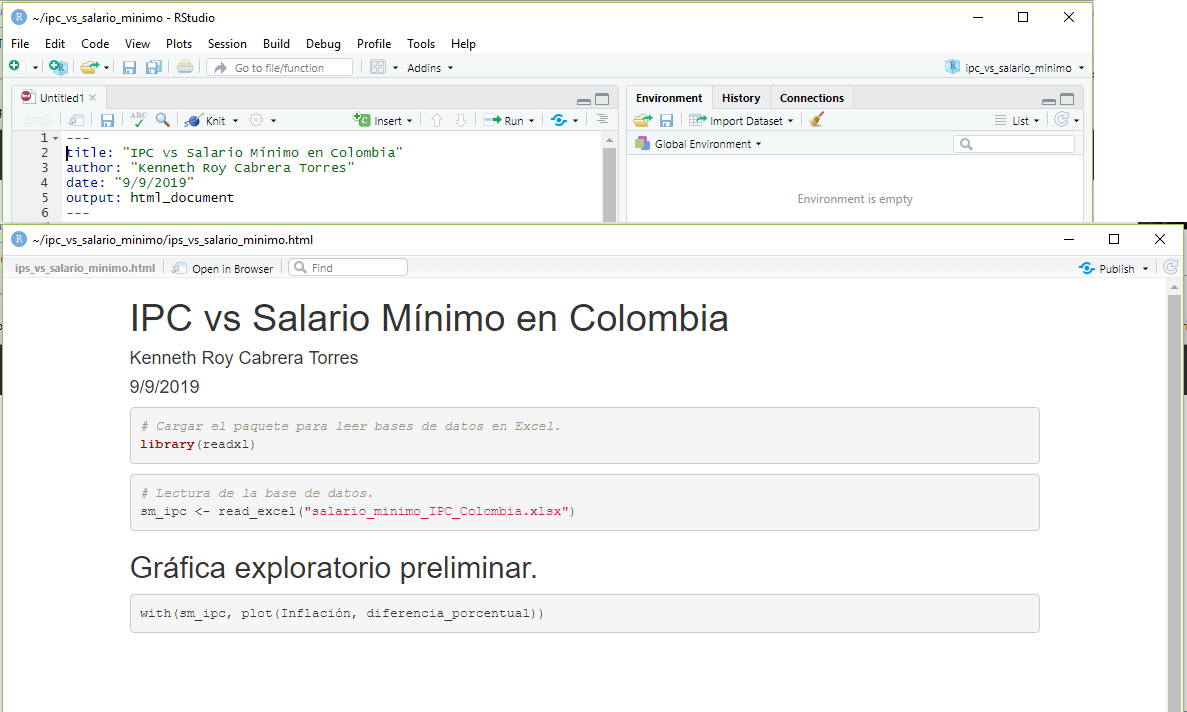 ~/ipc_vs_salario_minimo - RStudio
File Edit Code View Plots Session Build Debug Profile Tools Help
Go to file/function Addins ipc_vs_salario_minimo
Untitled1
Knit Insert Run
1 ---
2 title: "IPC vs Salario Mínimo en Colombia"
3 author: "Kenneth Roy Cabrera Torres"
4 date: "9/9/2019"
5 output: html_document
6 ---
Environment History Connections
Import Dataset List
Global Environment
Environment is empty
~/ipc_vs_salario_minimo/ips_vs_salario_minimo.html
ips_vs_salario_minimo.html Open in Browser Find Publish
IPC vs Salario Mínimo en Colombia
Kenneth Roy Cabrera Torres
9/9/2019
# Cargar el paquete para leer bases de datos en Excel.
library(readxl)
# Lectura de la base de datos.
sm_ipc <- read_excel("salario_minimo_IPC_Colombia.xlsx")
Gráfica exploratorio preliminar.
with(sm_ipc, plot(Inflación, diferencia_porcentual))